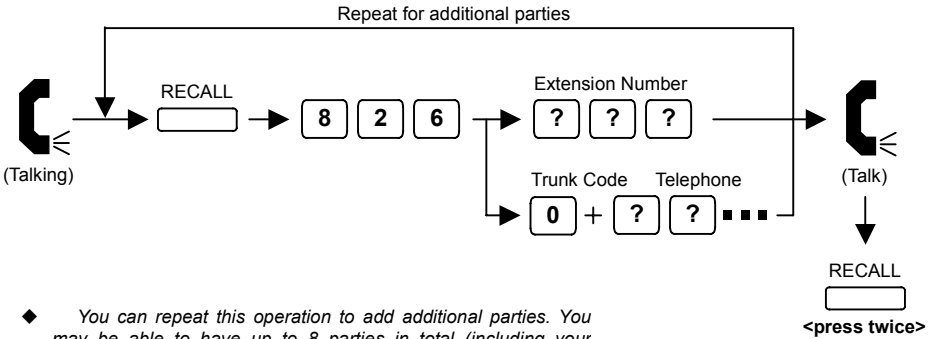 Repeat for additional parties
RECALL
8 2 6
Extension Number
? ? ?
(Talking)
(Talk)
Trunk Code Telephone
0 + ? ? ■ ■ ■
RECALL
<press twice>
◆ You can repeat this operation to add additional parties. You
may be able to have up to 8 parties in total (including your